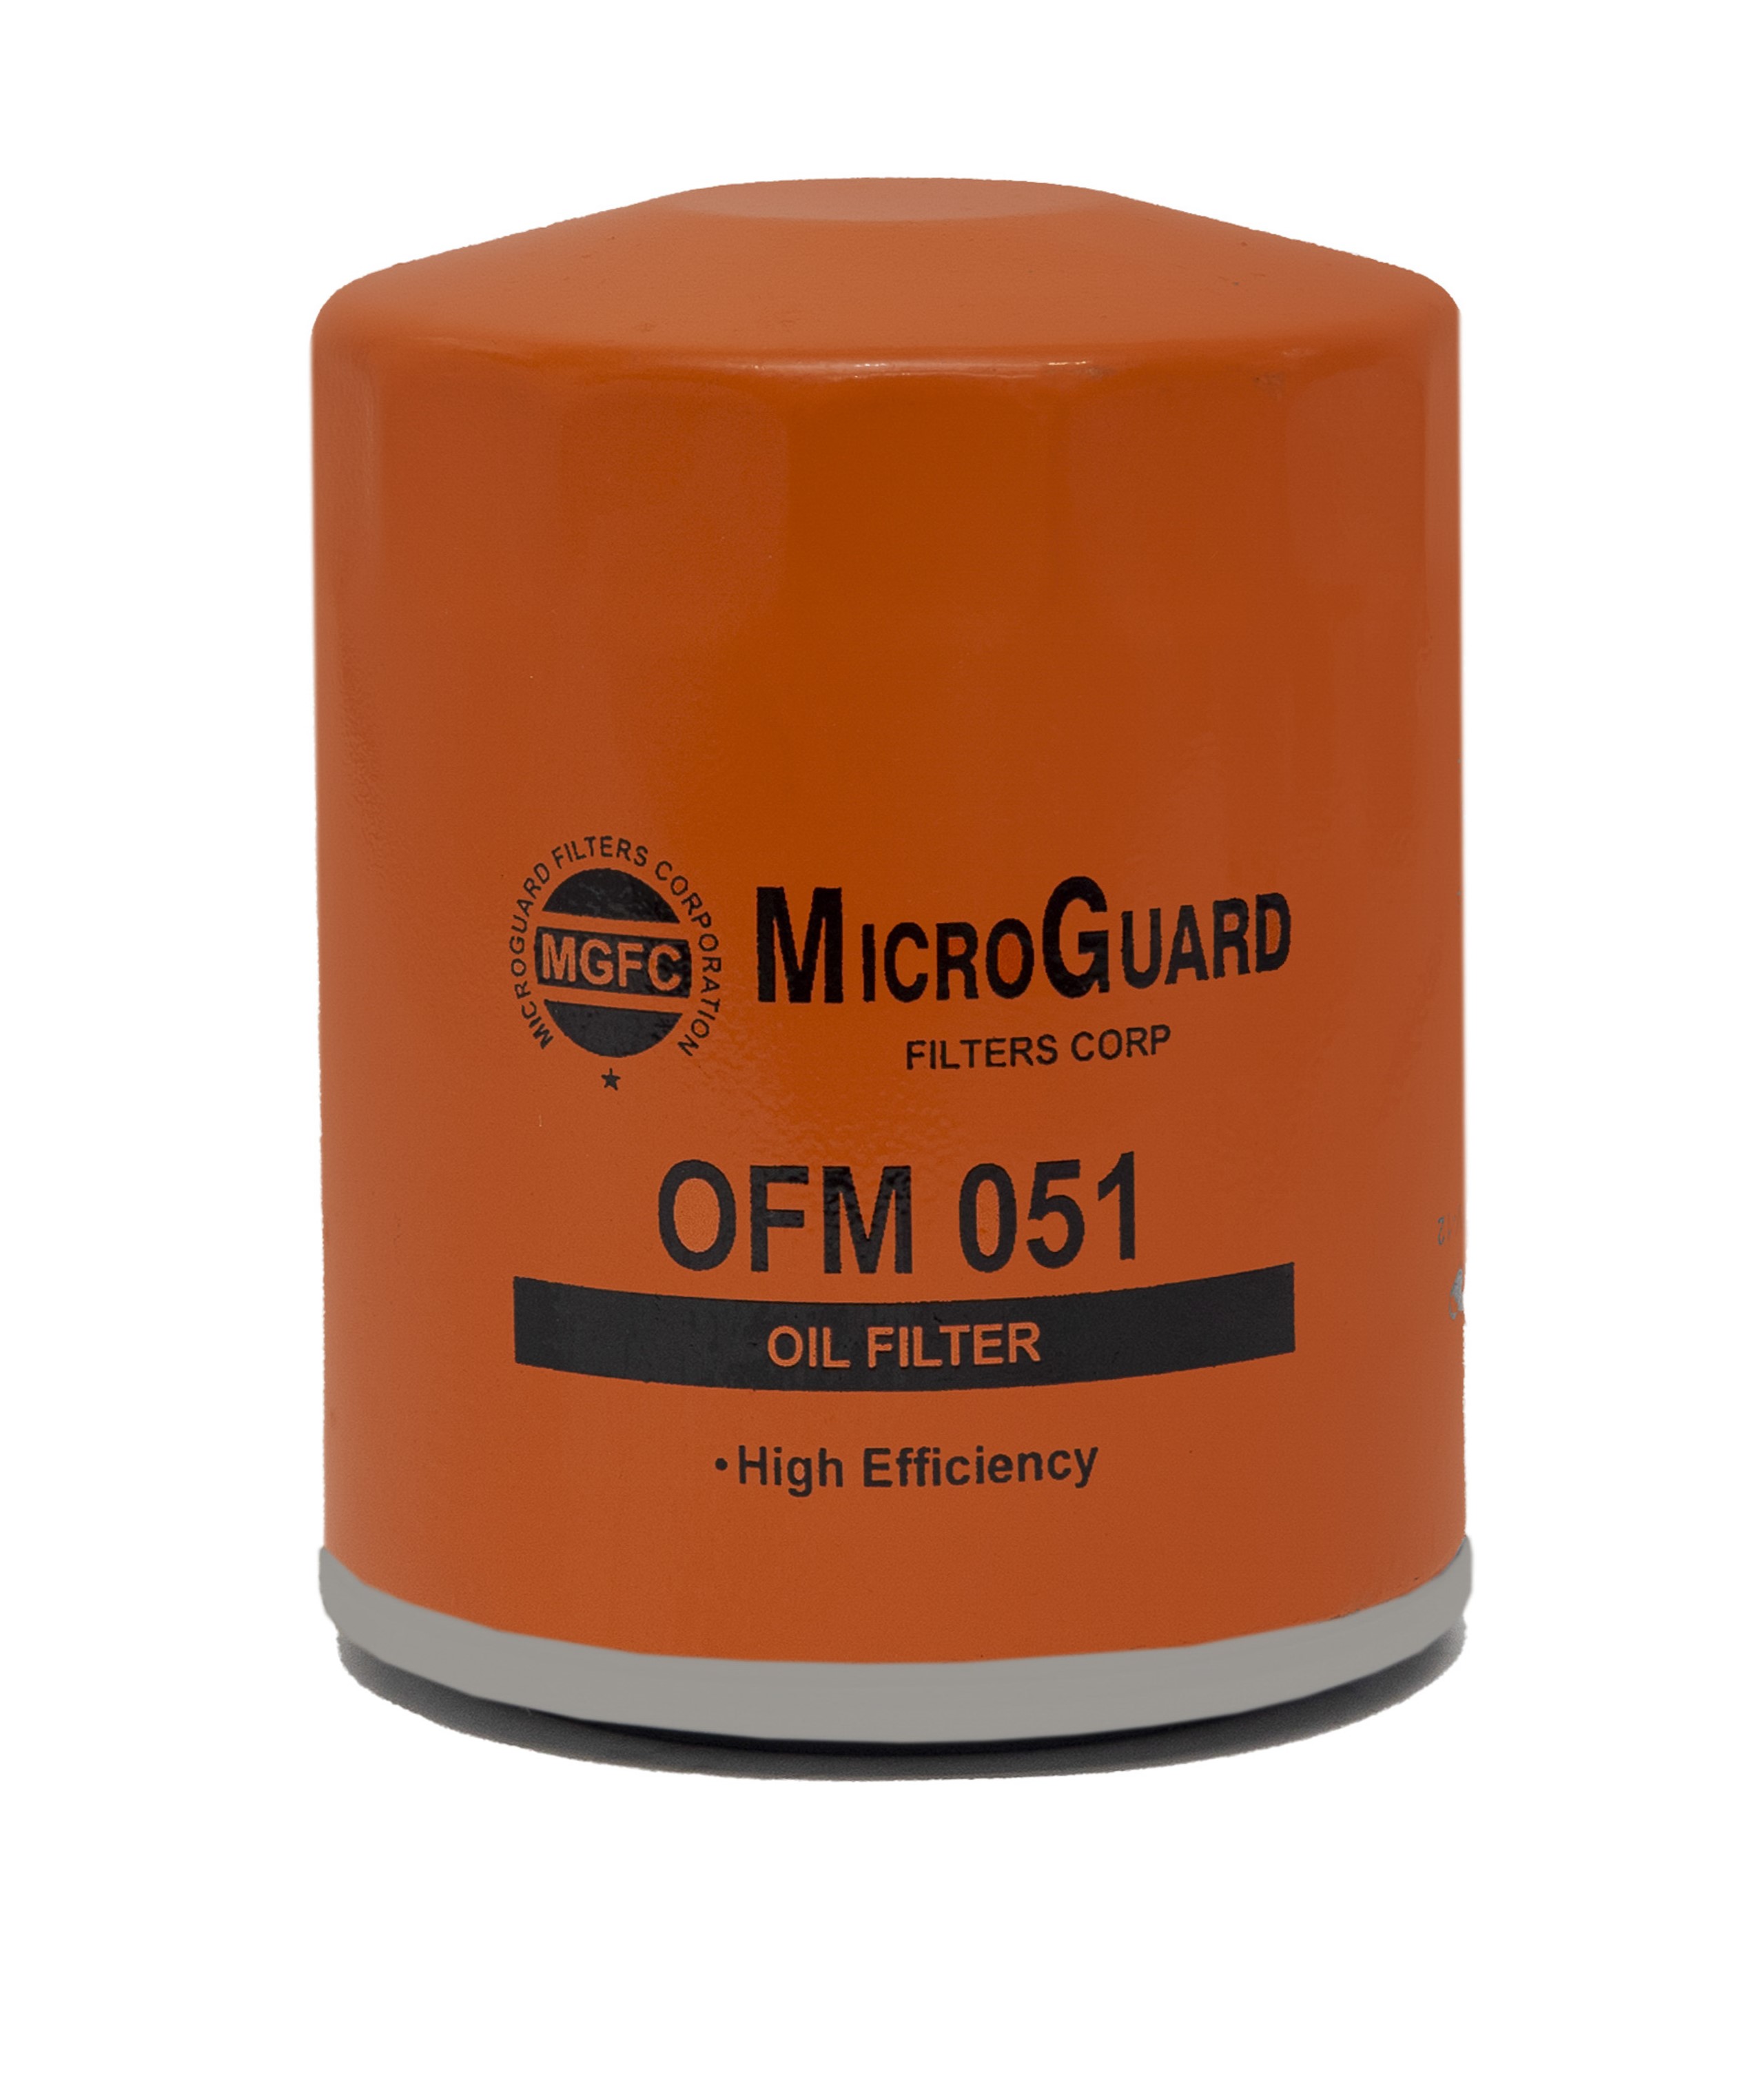 MICROGUARD FILTERS CORPORATION
MGFC
MICROGUARD
FILTERS CORP
OFM 051
OIL FILTER
•High Efficiency